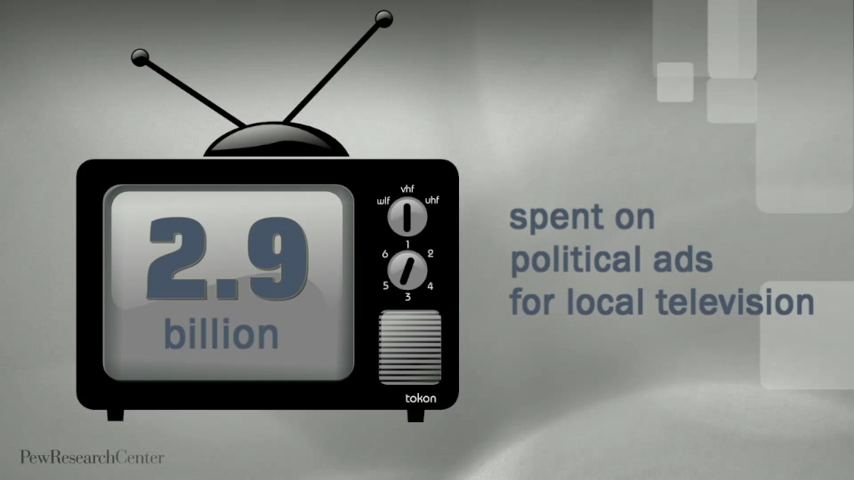 2.9
billion
spent on
political ads
for local television
vhf
wlf
uhf
1
6
2
5
4
3
tokon
PewResearchCenter